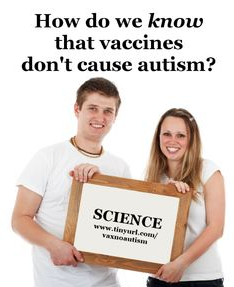 How do we know
that vaccines
don't cause autism?
SCIENCE
www.tinyurl.com/
vaxnoautism